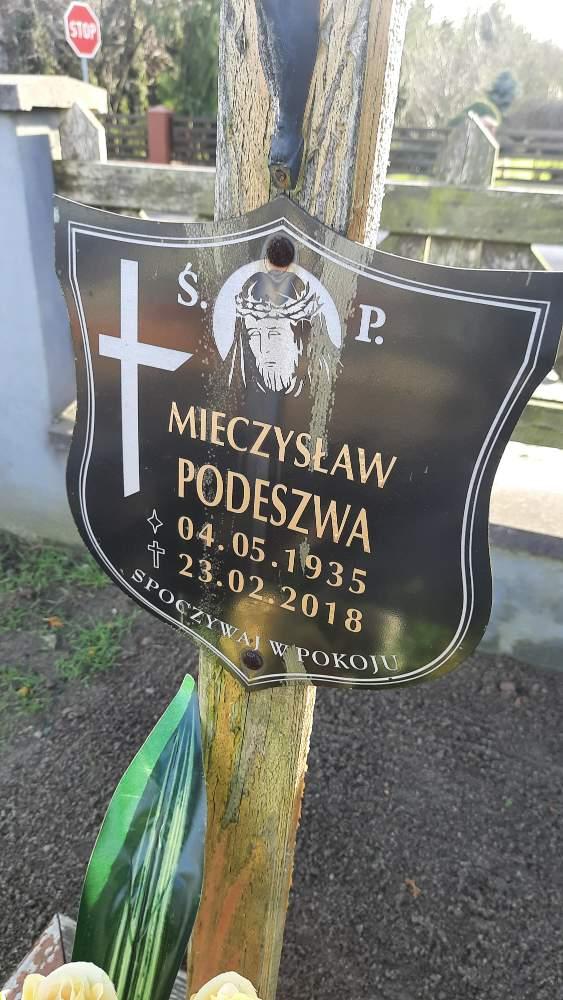 STOP
Ś. P.
MIECZYSŁAW
PODESZWA
04.05.1935
23.02.2018
SPOCZYWAJ W POKOJU